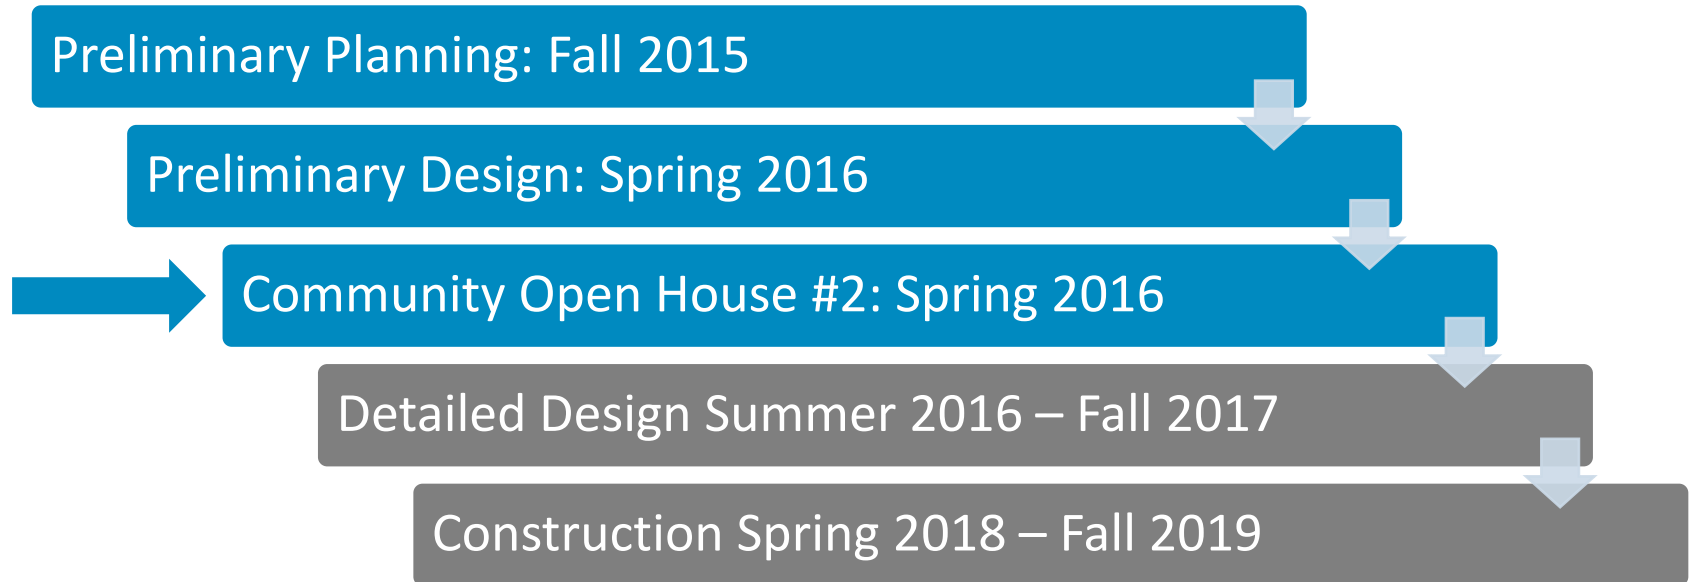 Preliminary Planning: Fall 2015
Preliminary Design: Spring 2016
Community Open House #2: Spring 2016
Detailed Design Summer 2016 – Fall 2017
Construction Spring 2018 – Fall 2019